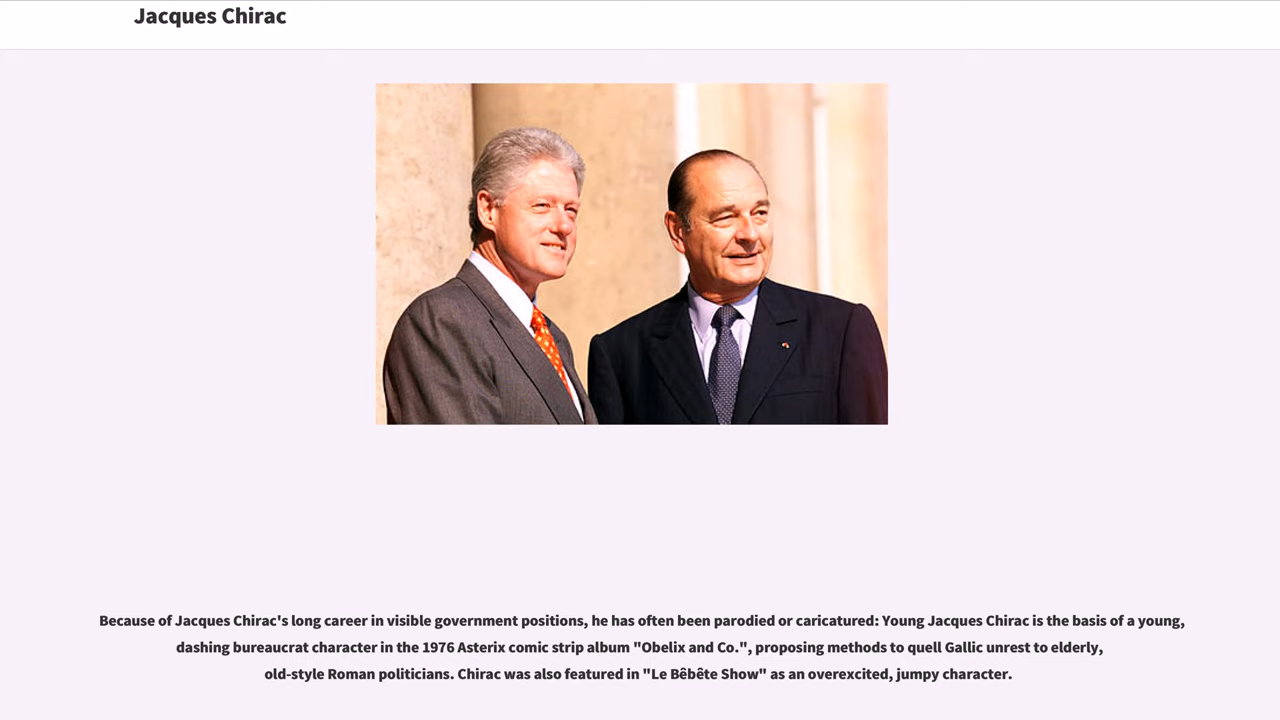 Jacques Chirac
Because of Jacques Chirac's long career in visible government positions, he has often been parodied or caricatured: Young Jacques Chirac is the basis of a young,
dashing bureaucrat character in the 1976 Asterix comic strip album "Obelix and Co.", proposing methods to quell Gallic unrest to elderly,
old-style Roman politicians. Chirac was also featured in "Le Bêbête Show" as an overexcited, jumpy character.